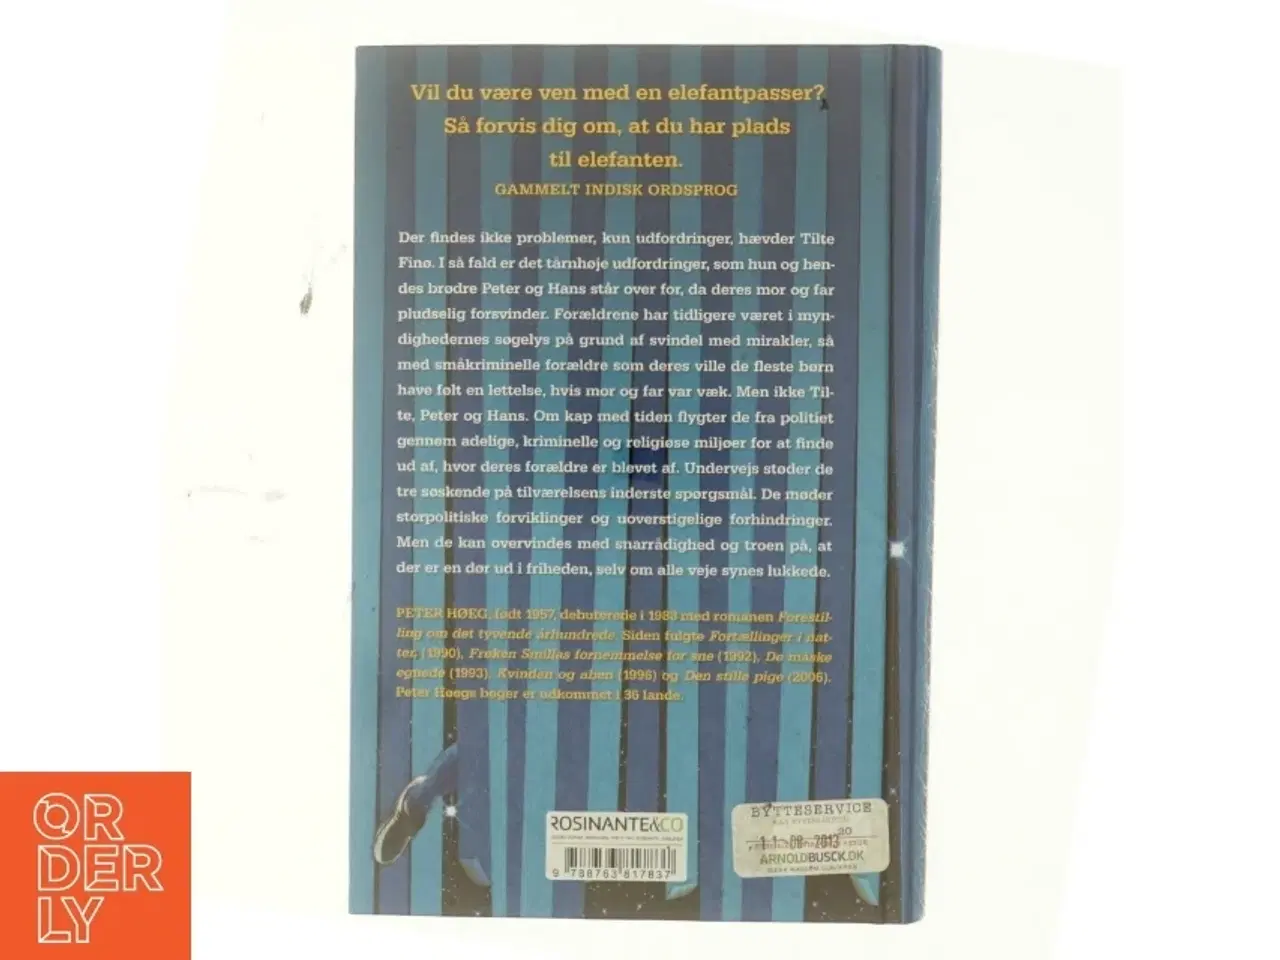 Vil du være ven med en elefantpasser?
Så forvis dig om, at du har plads
til elefanten.
GAMMELT INDISK ORDSPROG
Der findes ikke problemer, kun udfordringer, hævder Tilte
Finø. I så fald er det tårnhøje udfordringer, som hun og hen-
des brødre Peter og Hans står over for, da deres mor og far
pludselig forsvinder. Forældrene har tidligere været i myn-
dighedernes søgelys på grund af svindel med mirakler, så
med småkriminelle forældre som deres ville de fleste børn
have følt en lettelse, hvis mor og far var væk. Men ikke Til-
te, Peter og Hans. Om kap med tiden flygter de fra politiet
gennem adelige, kriminelle og religiøse miljøer for at finde
ud af, hvor deres forældre er blevet af. Undervejs støder de
tre søskende på tilværelsens inderste spørgsmål. De møder
storpolitiske forviklinger og uoverstigelige forhindringer.
Men de kan overvindes med snarrådighed og troen på, at
der er en dør ud i friheden, selv om alle veje synes lukkede.
PETER HØEG, født 1957, debuterede i 1983 med romanen Forestil-
ling om det tyvende århundrede. Siden fulgte Fortællinger i nat-
ten (1990), Frøken Smillas fornemmelse for sne (1992), De måske
egnede (1993), Kvinden og aben (1996) og Den stille pige (2006).
Peter Høegs bøger er udkommet i 36 lande.
ROSINANTE&CO
9 788763 817837
BYTTESERVICE
20
11-08-2013
ARNOLDBUSCK.DK
ORDERLY